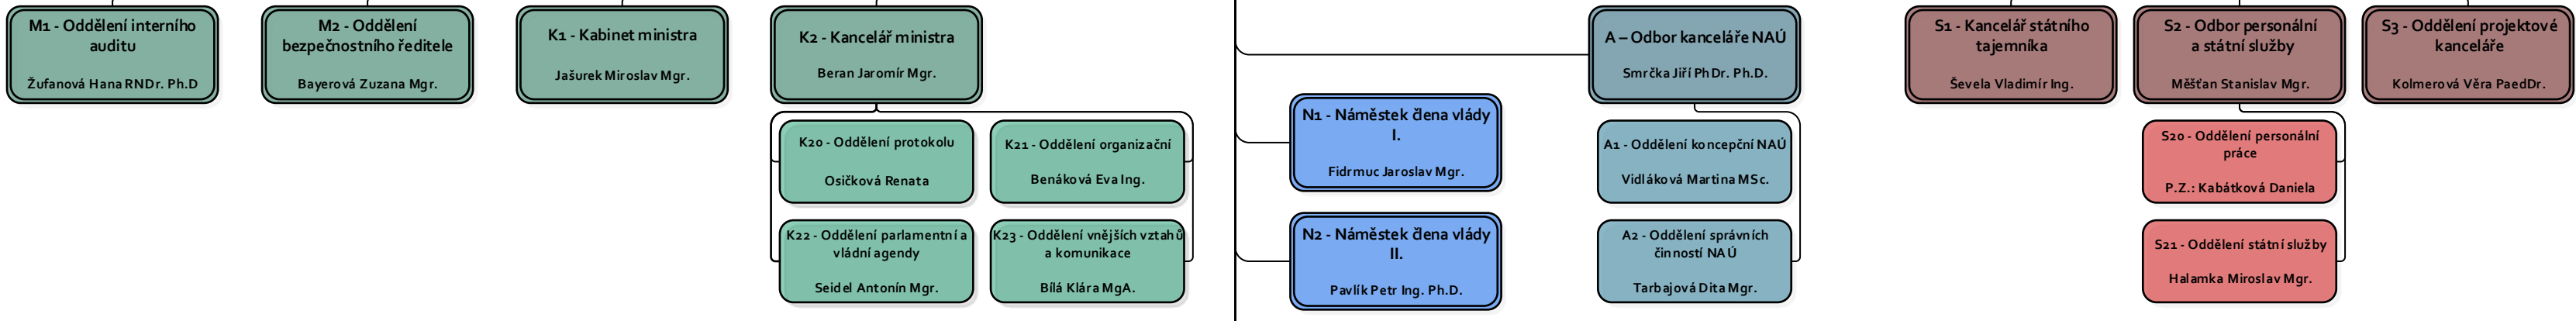 M1 - Oddělení interního
auditu
Žufanová Hana RNDr. Ph.D
M2 - Oddělení
bezpečnostního ředitele
Bayerová Zuzana Mgr.
K1 - Kabinet ministra
Jašurek Miroslav Mgr.
K2 - Kancelář ministra
Beran Jaromír Mgr.
K20 - Oddělení protokolu
Osičková Renata
K21 - Oddělení organizační
Benáková Eva Ing.
K22 - Oddělení parlamentní a
vládní agendy
Seidel Antonín Mgr.
K23 - Oddělení vnějších vztahů
a komunikace
Bílá Klára MgA.
N1 - Náměstek člena vlády
I.
Fidrmuc Jaroslav Mgr.
N2 - Náměstek člena vlády
II.
Pavlík Petr Ing. Ph.D.
A – Odbor kanceláře NAÚ
Smrčka Jiří PhDr. Ph.D.
A1 - Oddělení koncepční NAÚ
Vidláková Martina MSc.
A2 - Oddělení správních
činností NAÚ
Tarbajová Dita Mgr.
S1 - Kancelář státního
tajemníka
Ševela Vladimír Ing.
S2 - Odbor personální
a státní služby
Měšťan Stanislav Mgr.
S20 - Oddělení personální
práce
P.Z.: Kabátková Daniela
S21 - Oddělení státní služby
Halamka Miroslav Mgr.
S3 - Oddělení projektové
kanceláře
Kolmerová Věra PaedDr.